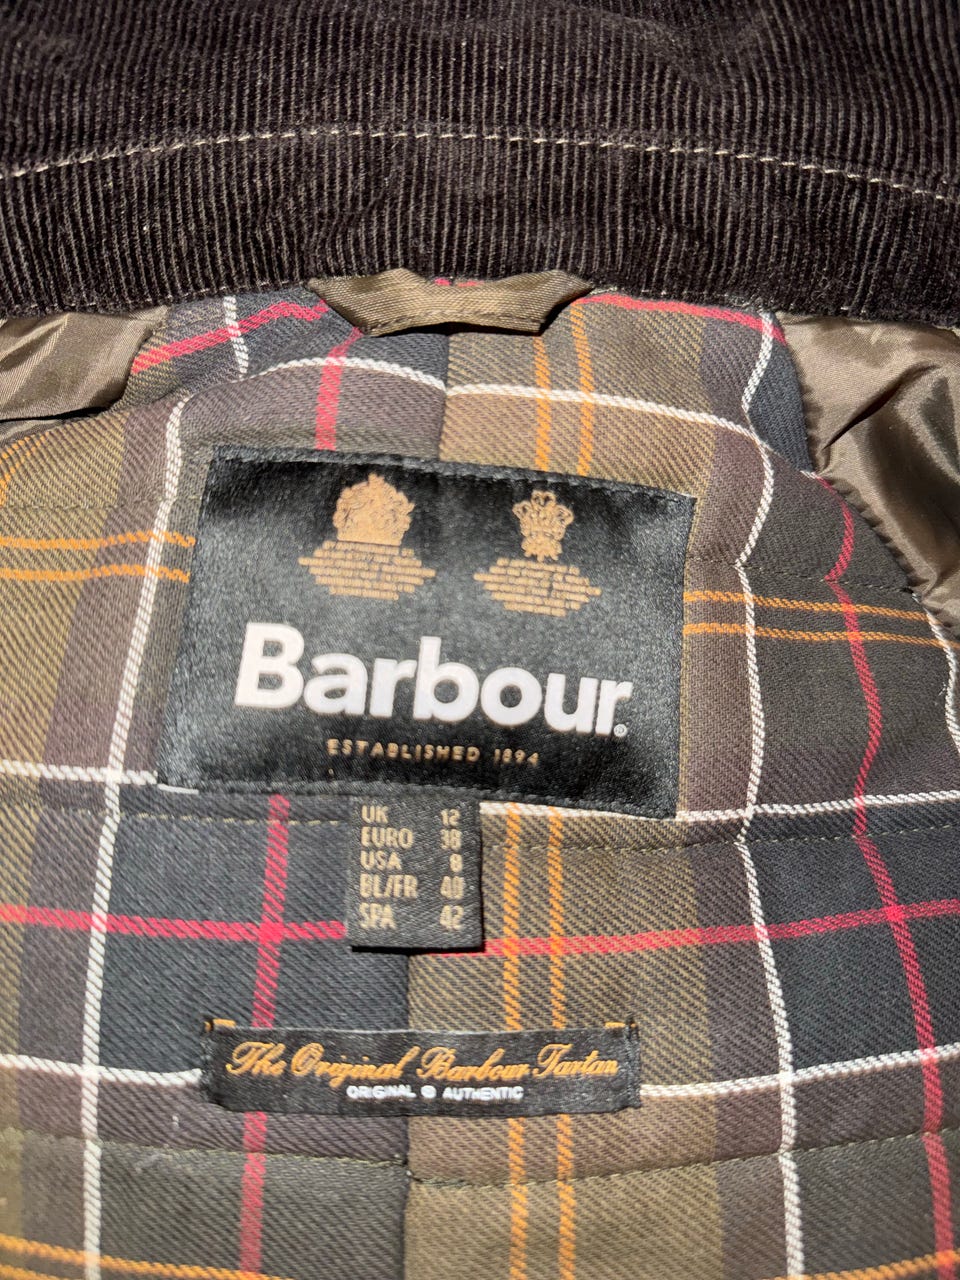 Barbour®
ESTABLISHED 1894
UK 12
EURO 38
USA 8
BL/FR 40
SPA 42
The Original Barbour Tartan
ORIGINAL AUTHENTIC